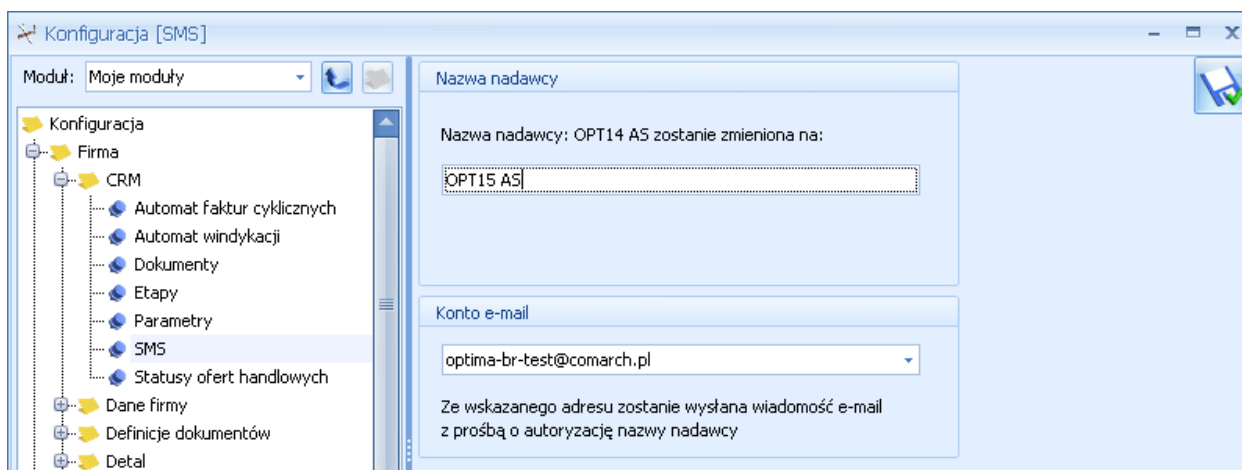 Konfiguracja [SMS]
Moduł: Moje moduły
Konfiguracja
Firma
CRM
Automat faktur cyklicznych
Automat windykacji
Dokumenty
Etapy
Parametry
SMS
Statusy ofert handlowych
Dane firmy
Definicje dokumentów
Detal
Nazwa nadawcy
Nazwa nadawcy: OPT14 AS zostanie zmieniona na:
OPT15 AS
Konto e-mail
optima-br-test@comarch.pl
Ze wskazanego adresu zostanie wysłana wiadomość e-mail
z prośbą o autoryzację nazwy nadawcy